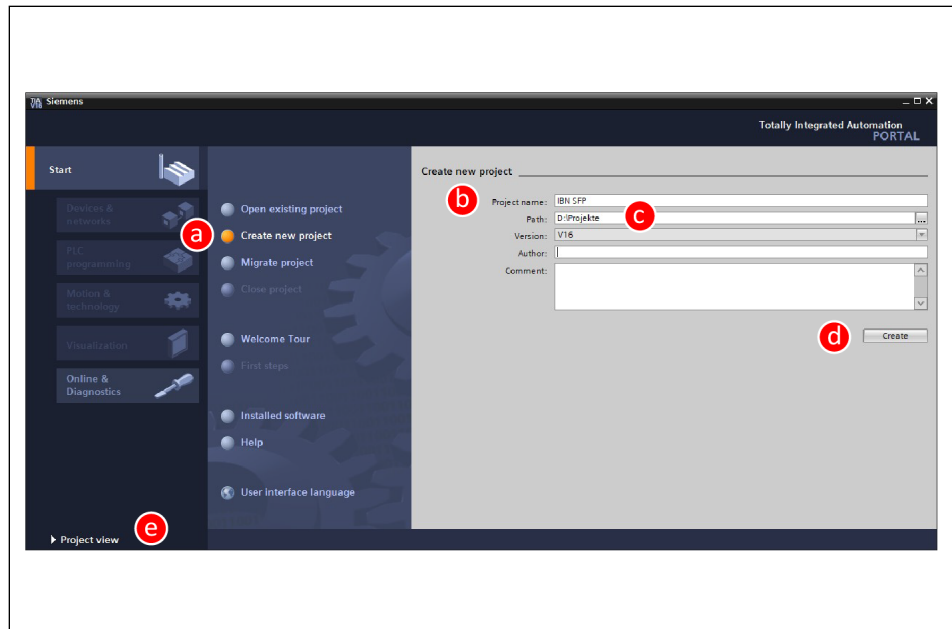 TIA
V16 Siemens
Totally Integrated Automation
PORTAL
Start
Devices &
networks
PLC
programming
Motion &
technology
Visualization
Online &
Diagnostics
Project view
e
Open existing project
a
Create new project
Migrate project
Close project
Welcome Tour
First steps
Installed software
Help
User interface language
Create new project
b
Project name: IBN SFP
Path: D:\Projekte
c
...
Version: V16
Author:
Comment:
d
Create